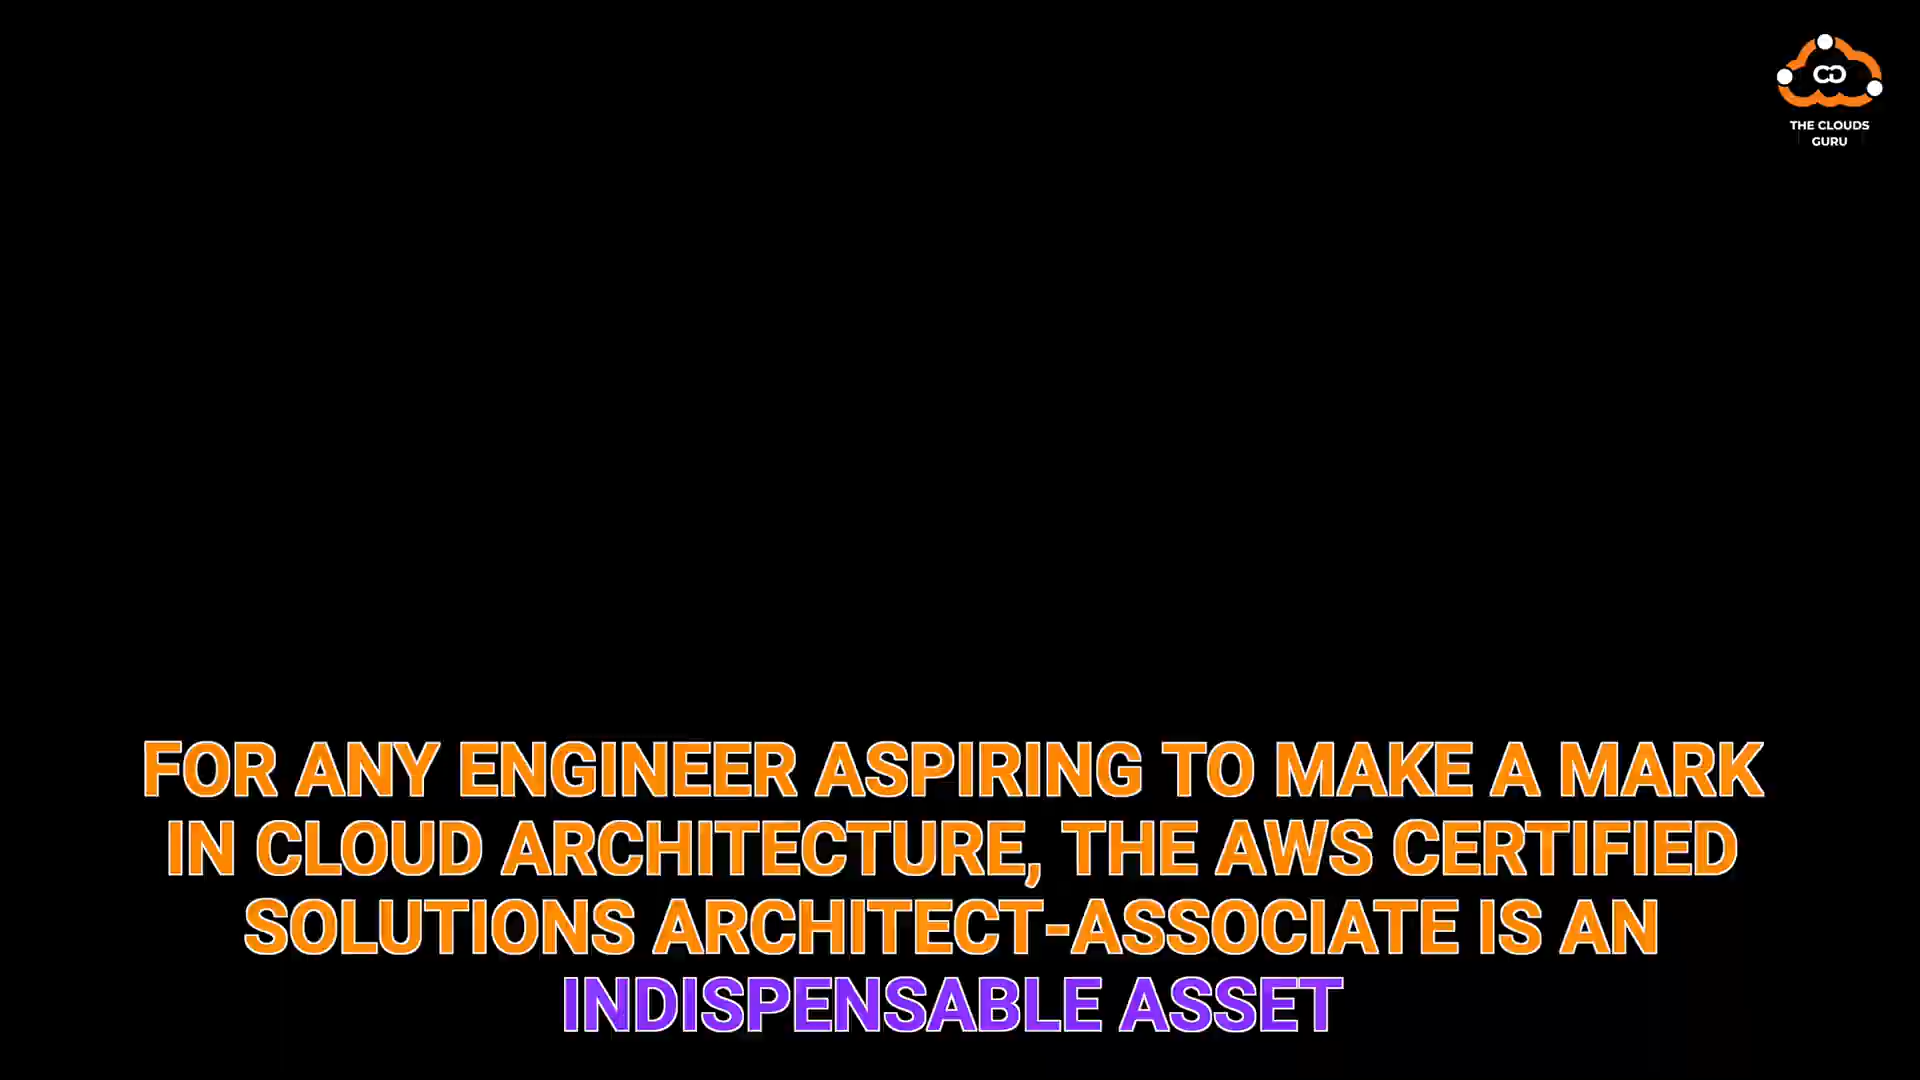 CG
THE CLOUDS
GURU
FOR ANY ENGINEER ASPIRING TO MAKE A MARK
IN CLOUD ARCHITECTURE, THE AWS CERTIFIED
SOLUTIONS ARCHITECT-ASSOCIATE IS AN
INDISPENSABLE ASSET